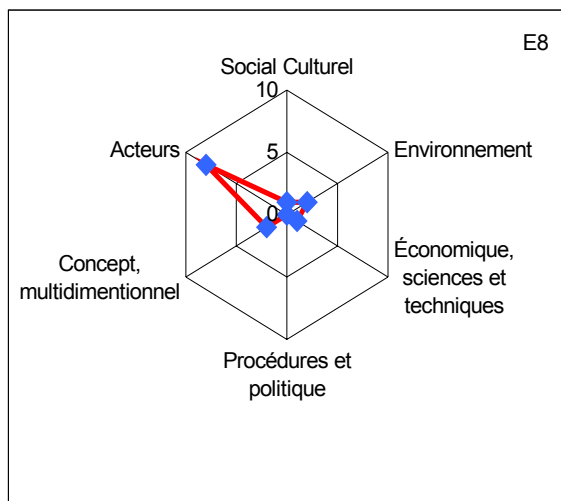 E8
Social Culturel
10
Acteurs
5
Environnement
0
Concept,
multidimentionnel
Économique,
sciences et
techniques
Procédures et
politique